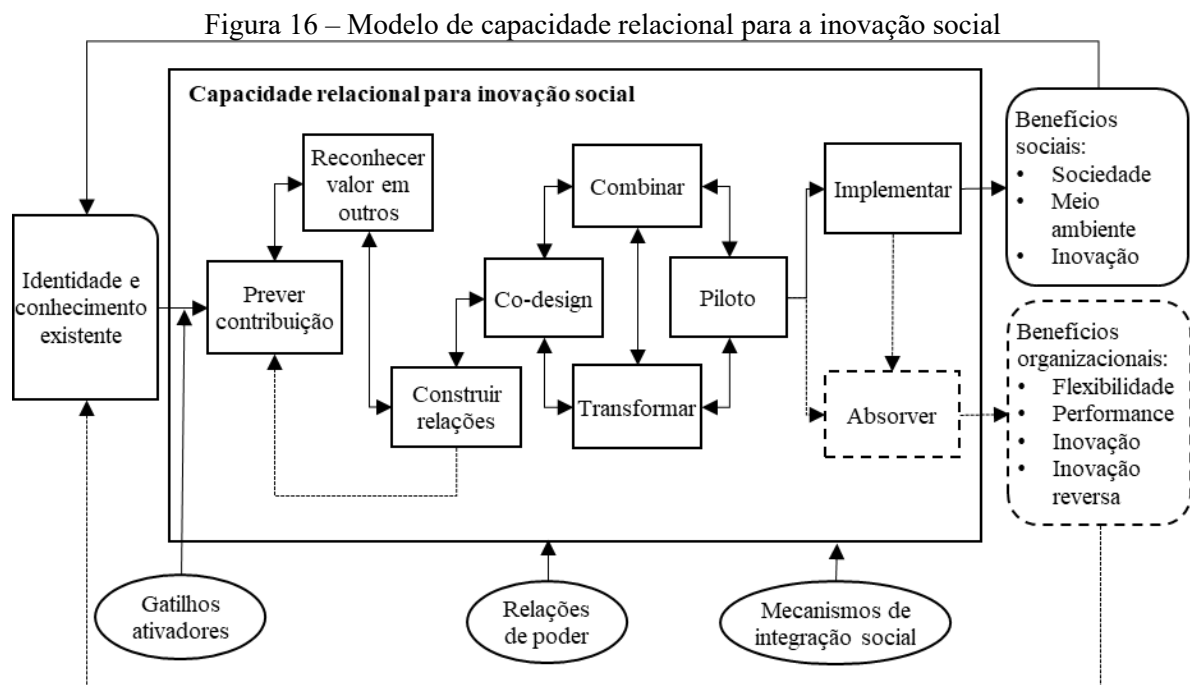 Figura 16 – Modelo de capacidade relacional para a inovação social
Capacidade relacional para inovação social
Identidade e
conhecimento
existente
Prever
contribuição
Reconhecer
valor em
outros
Construir
relações
Co-design
Combinar
Transformar
Piloto
Implementar
Absorver
Benefícios
sociais:
• Sociedade
• Meio
ambiente
• Inovação
Benefícios
organizacionais:
• Flexibilidade
• Performance
• Inovação
• Inovação
reversa
Gatilhos
ativadores
Relações
de poder
Mecanismos de
integração social